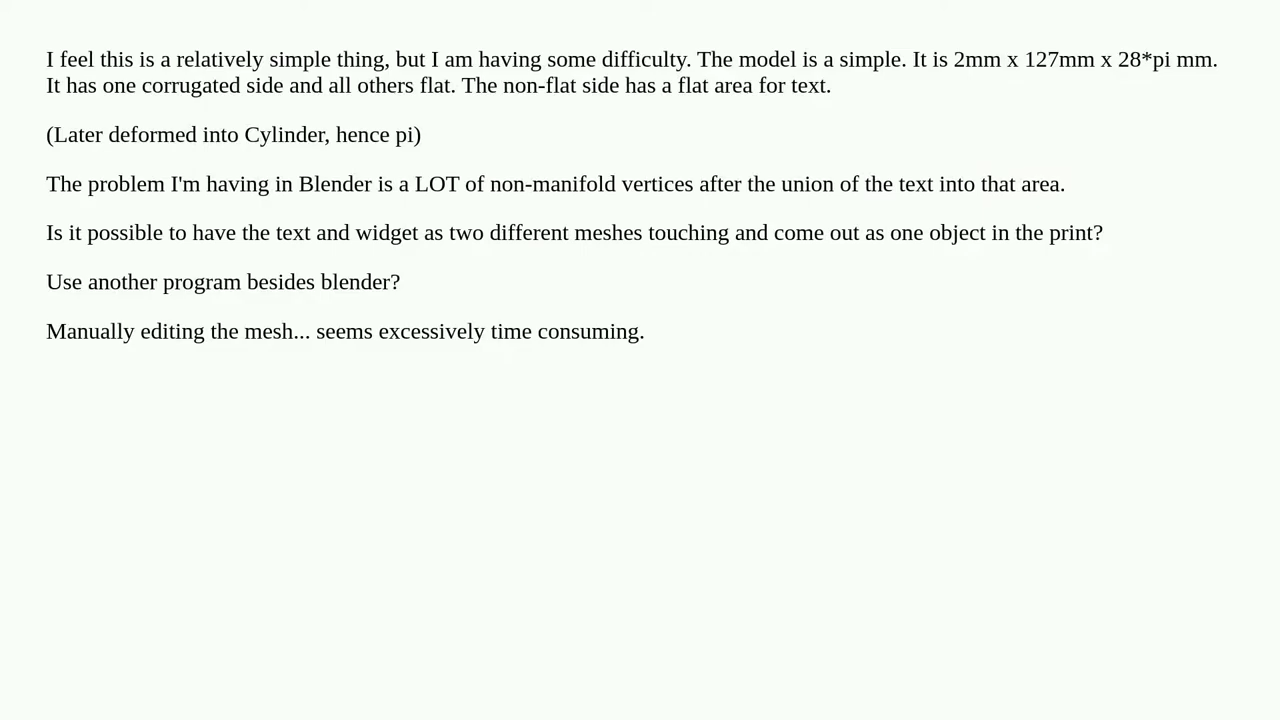 I feel this is a relatively simple thing, but I am having some difficulty. The model is a simple. It is 2mm x 127mm x 28*pi mm.
It has one corrugated side and all others flat. The non-flat side has a flat area for text.
(Later deformed into Cylinder, hence pi)
The problem I'm having in Blender is a LOT of non-manifold vertices after the union of the text into that area.
Is it possible to have the text and widget as two different meshes touching and come out as one object in the print?
Use another program besides blender?
Manually editing the mesh... seems excessively time consuming.